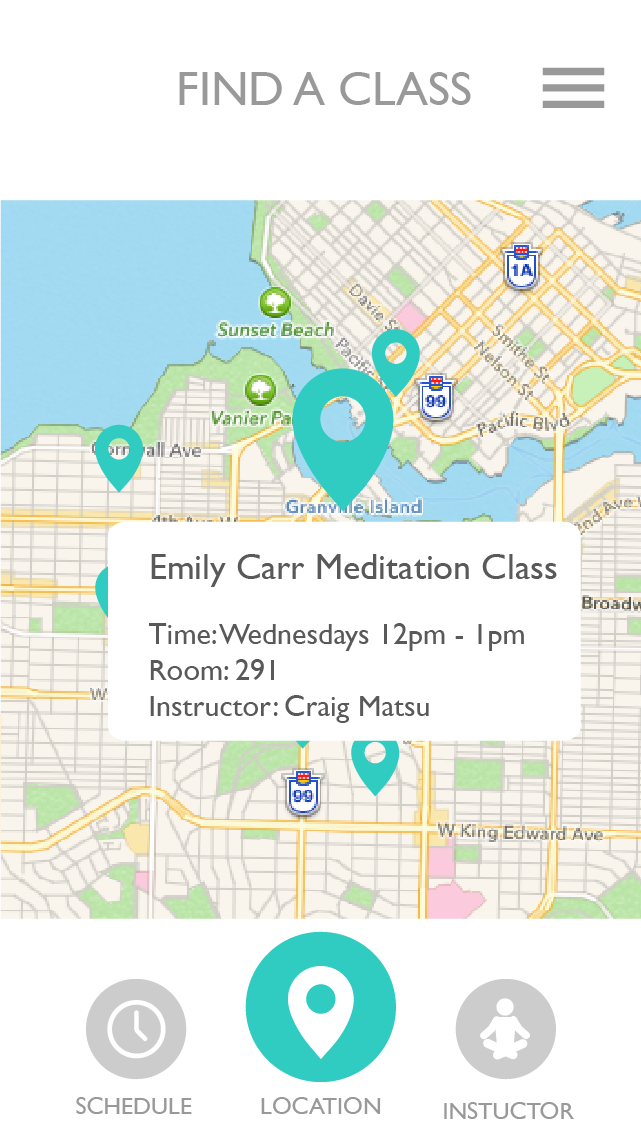 FIND A CLASS
1A
Davie St
Sunset Beach
Smithe St
Pacific St
Nelson St
99
Vanier Pa
Pacific Blvd
Cornwall Ave
Granville Island
4th Ave W
2nd Ave W
Emily Carr Meditation Class
Broadw
Time: Wednesdays 12pm - 1pm
Room: 291
W
Instructor: Craig Matsu
99
W King Edward Ave
SCHEDULE
LOCATION
INSTUCTOR